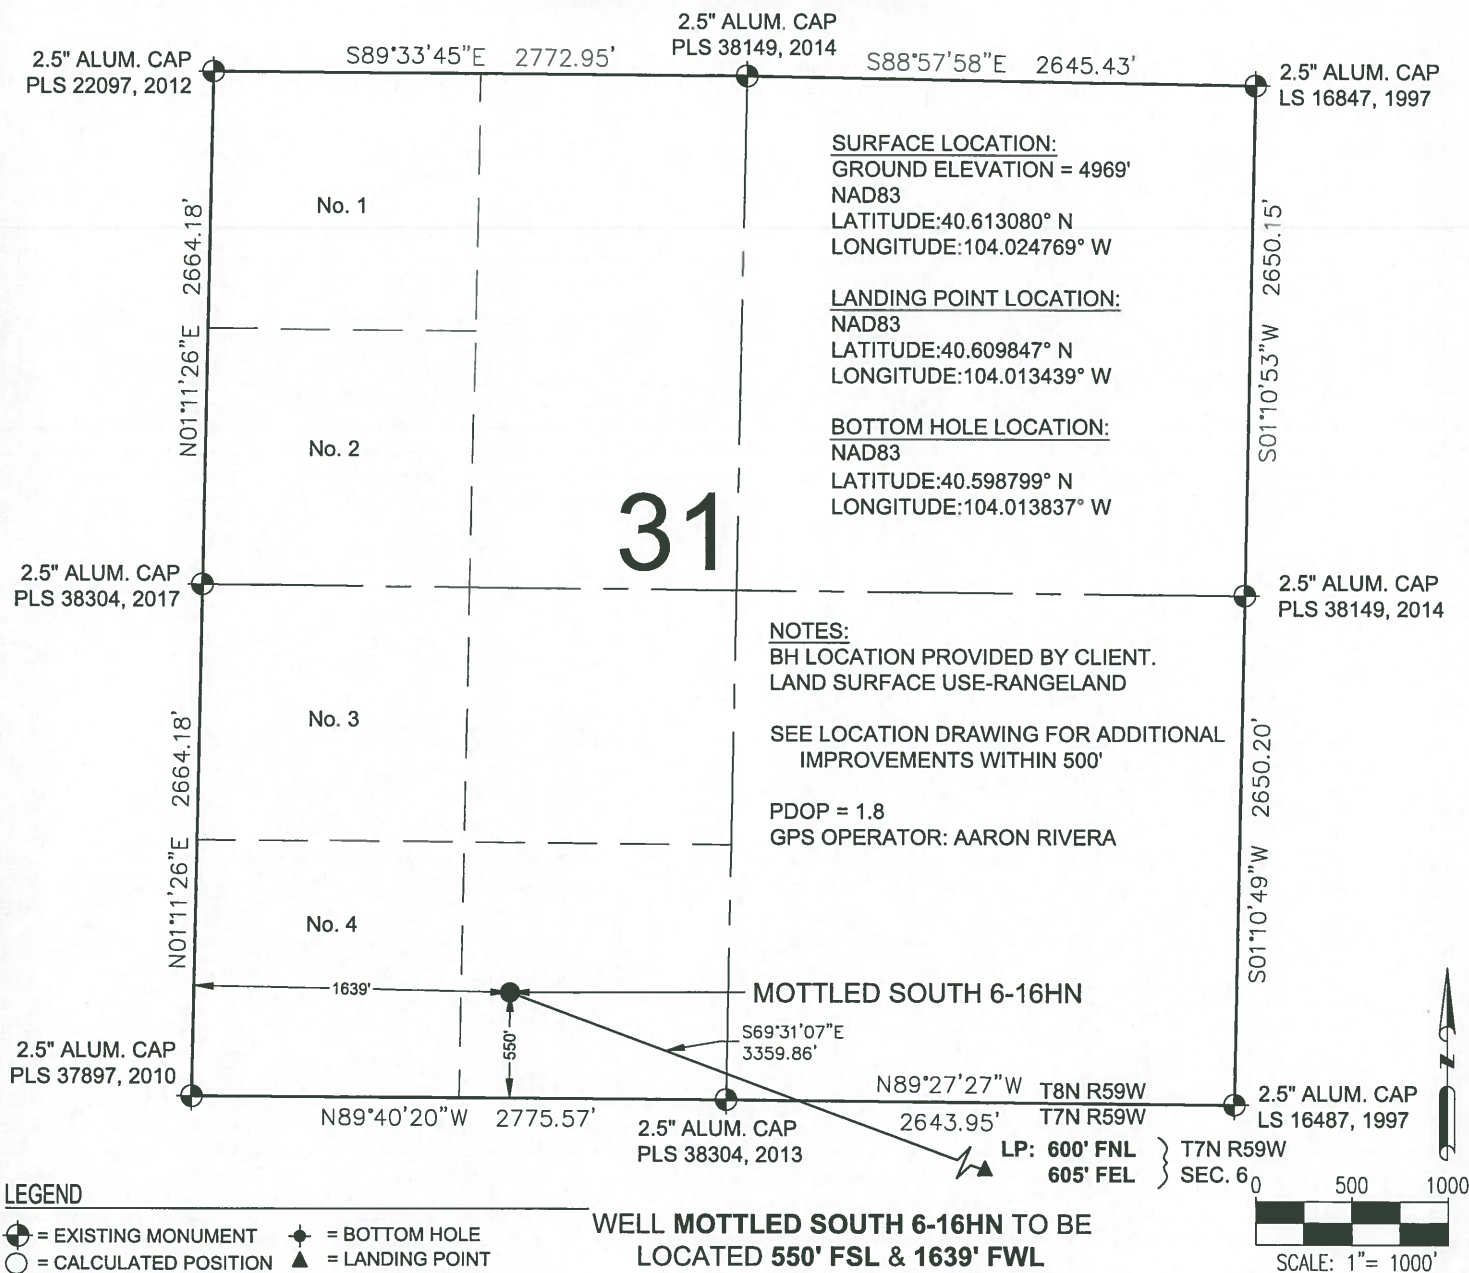 2.5" ALUM. CAP
PLS 38149, 2014
2.5" ALUM. CAP
PLS 22097, 2012
S89°33'45"E 2772.95'
S88°57'58"E 2645.43'
2.5" ALUM. CAP
LS 16847, 1997
SURFACE LOCATION:
GROUND ELEVATION = 4969'
NAD83
LATITUDE:40.613080° N
LONGITUDE:104.024769° W
LANDING POINT LOCATION:
NAD83
LATITUDE:40.609847° N
LONGITUDE:104.013439° W
BOTTOM HOLE LOCATION:
NAD83
LATITUDE:40.598799° N
LONGITUDE:104.013837° W
No. 1
N01°11'26"E 2664.18'
S01°10'53"W 2650.15'
No. 2
31
2.5" ALUM. CAP
PLS 38304, 2017
2.5" ALUM. CAP
PLS 38149, 2014
NOTES:
BH LOCATION PROVIDED BY CLIENT.
LAND SURFACE USE-RANGELAND
SEE LOCATION DRAWING FOR ADDITIONAL
IMPROVEMENTS WITHIN 500'
PDOP = 1.8
GPS OPERATOR: AARON RIVERA
No. 3
N01°11'26"E 2664.18'
S01°10'49"W 2650.20'
No. 4
1639'
MOTTLED SOUTH 6-16HN
550'
S69°31'07"E
3359.86'
2.5" ALUM. CAP
PLS 37897, 2010
N89°40'20"W 2775.57'
2.5" ALUM. CAP
PLS 38304, 2013
N89°27'27"W
2643.95'
T8N R59W
T7N R59W
2.5" ALUM. CAP
LS 16487, 1997
LP: 600' FNL
605' FEL
T7N R59W
SEC. 6
N
0 500 1000
SCALE: 1"= 1000'
LEGEND
= EXISTING MONUMENT = BOTTOM HOLE
= CALCULATED POSITION = LANDING POINT
WELL MOTTLED SOUTH 6-16HN TO BE
LOCATED 550' FSL & 1639' FWL